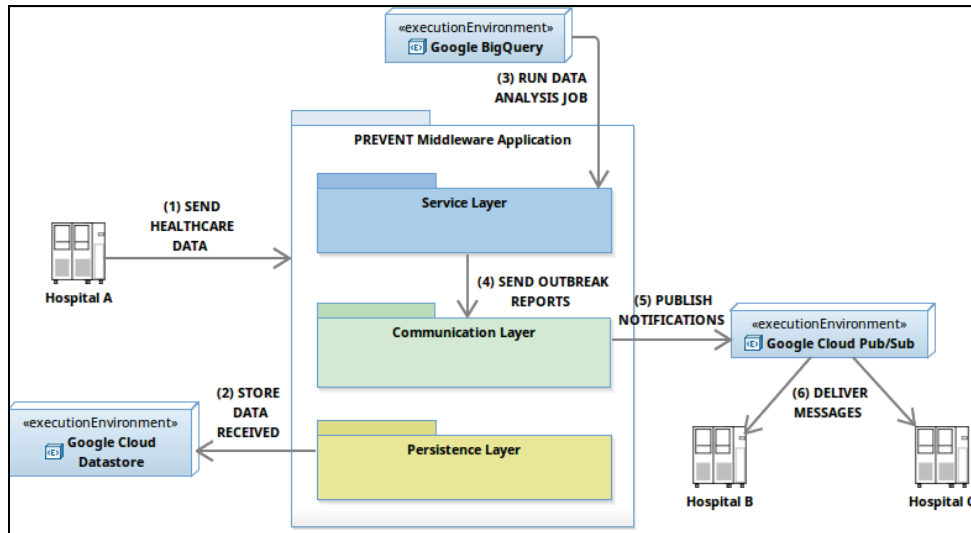 «executionEnvironment»
Google BigQuery
(3) RUN DATA
ANALYSIS JOB
PREVENT Middleware Application
Service Layer
(1) SEND
HEALTHCARE
DATA
Hospital A
(4) SEND OUTBREAK
REPORTS
Communication Layer
(5) PUBLISH
NOTIFICATIONS
«executionEnvironment»
Google Cloud Pub/Sub
(6) DELIVER
MESSAGES
Hospital B
Hospital C
(2) STORE
DATA
RECEIVED
«executionEnvironment»
Google Cloud
Datastore
Persistence Layer